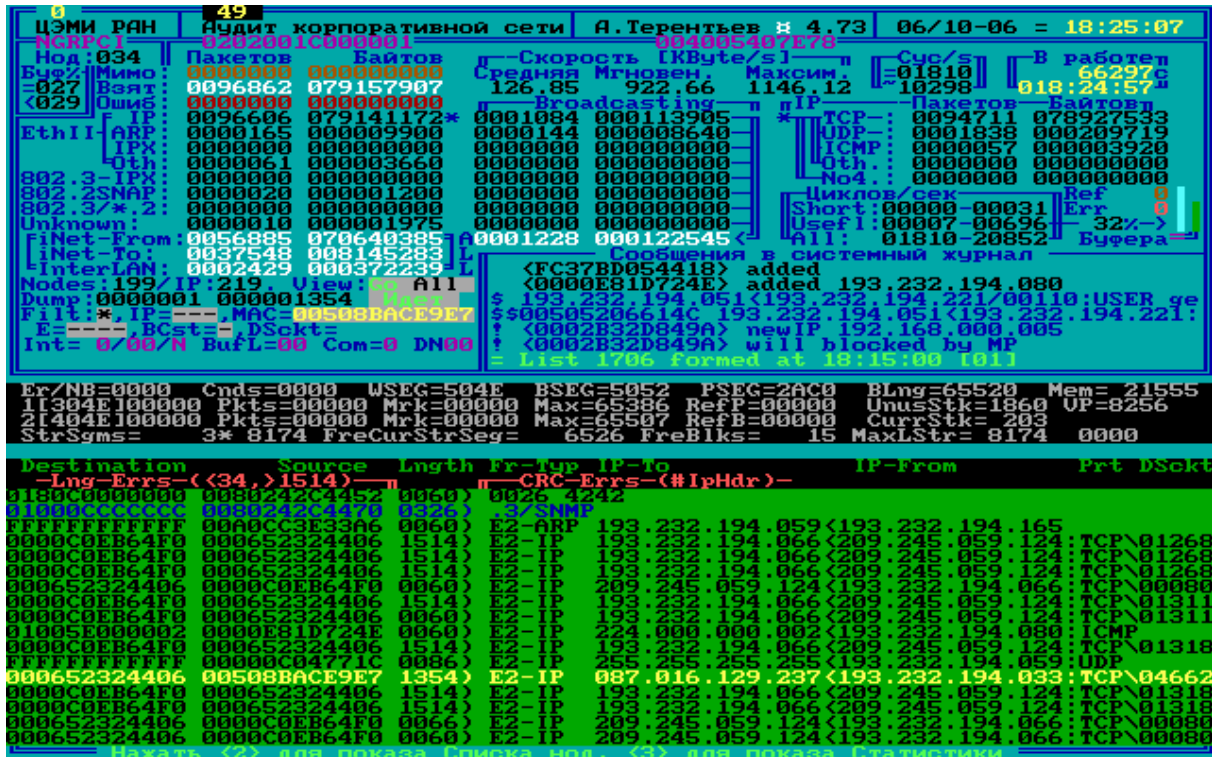 0 49
ЦЭМИ РАН Аудит корпоративной сети А.Терентьев ¤ 4.73 06/10-06 = 18:25:07
NGRPCI 0202001C000001 004005407E78
Нод:034 Пакетов Байтов Скорость [KByte/s] Cyc/s В работе
Буф% Мимо: 0000000 000000000 Средняя Мгновен. Максим. =01810 66297c
=027 Взят 0096862 079157907 126.85 922.66 1146.12 ~10298 018:24:57
<029 Ошиб: 0000000 000000000 Broadcasting IP Пакетов Байтов
IP : 0096606 079141172* 0001084 000113905 * TCP-: 0094711 078927533
EthII ARP: 0000165 000009900 0000144 000008640 UDP-: 0001838 000209719
IPX: 0000000 000000000 0000000 000000000 ICMP: 0000057 000003920
Oth: 0000061 000003660 0000000 000000000 Oth.: 0000000 000000000
802.3-IPX: 0000000 000000000 0000000 000000000 No4.: 0000000 000000000
802.2SNAP: 0000020 000001200 0000000 000000000 Циклов/сек Ref 0
802.3/*.2: 0000000 000000000 0000000 000000000 Short:00000-00031 Err 0
Unknown: 0000010 000001975 0000000 000000000 Usefl:00007-00696 32%->
iNet-From:0056885 070640385 A0001228 000122545< All: 01810-20852 Буфера
iNet-To: 0037548 008145283 L Сообщения в системный журнал
InterLAN: 0002429 000372239 L <FC37BD054418> added
Nodes:199/IP:219. View:Go All <0000E81D724E> added 193.232.194.080
Dump:0000001 000001354 Идет $ 193.232.194.051<193.232.194.221/00110:USER ge
Filt:*,IP=---,MAC=00508BACE9E7 $$00505206614C 193.232.194.051<193.232.194.221:
E=----,BCst=-,DSckt= ! <0002B32D849A> newIP 192.168.000.005
Int= 0/00/N BufL=00 Com=0 DN00 ! <0002B32D849A> will blocked by MP
= List 1706 formed at 18:15:00 [01]
Er/NB=0000 Cnds=0000 WSEG=504E BSEG=5052 PSEG=2AC0 BLng=65520 Mem= 21555
1[304E]00000 Pkts=00000 Mrk=00000 Max=65386 RefP=00000 UnusStk=1860 VP=8256
2[404E]00000 Pkts=00000 Mrk=00000 Max=65507 RefB=00000 CurrStk= 203
StrSgms= 3* 8174 FreCurStrSeg= 6526 FreBlks= 15 MaxLStr= 8174 0000
Destination Source Lngth Fr-Typ IP-To IP-From Prt DSckt
-Lng-Errs-(<34,>1514)- -CRC-Errs-(#IpHdr)-
0180C0000000 0080242C4452 0060) 0026 4242
01000CCCCCCC 0080242C4470 0326) .3/SNMP
FFFFFFFFFFFF 00A0CC3E33A6 0060) E2-ARP 193.232.194.059<193.232.194.165
0000C0EB64F0 000652324406 1514) E2-IP 193.232.194.066<209.245.059.124:TCP\01268
0000C0EB64F0 000652324406 1514) E2-IP 193.232.194.066<209.245.059.124:TCP\01268
0000C0EB64F0 000652324406 1514) E2-IP 193.232.194.066<209.245.059.124:TCP\01268
000652324406 0000C0EB64F0 0060) E2-IP 209.245.059.124<193.232.194.066:TCP\00080
0000C0EB64F0 000652324406 1514) E2-IP 193.232.194.066<209.245.059.124:TCP\01311
0000C0EB64F0 000652324406 1514) E2-IP 193.232.194.066<209.245.059.124:TCP\01311
01005E000002 0000E81D724E 0060) E2-IP 224.000.000.002<193.232.194.080:ICMP
0000C0EB64F0 000652324406 1514) E2-IP 193.232.194.066<209.245.059.124:TCP\01318
FFFFFFFFFFFF 00000C04761C 0086) E2-IP 255.255.255.255<193.232.194.059:UDP
000652324406 00508BACE9E7 1354) E2-IP 087.016.129.237<193.232.194.033:TCP\04662
0000C0EB64F0 000652324406 1514) E2-IP 193.232.194.066<209.245.059.124:TCP\01318
0000C0EB64F0 000652324406 1514) E2-IP 193.232.194.066<209.245.059.124:TCP\01318
000652324406 0000C0EB64F0 0066) E2-IP 209.245.059.124<193.232.194.066:TCP\00080
000652324406 0000C0EB64F0 0060) E2-IP 209.245.059.124<193.232.194.066:TCP\00080
Нажать <2> для показа Списка нод, <3> для показа Статистики